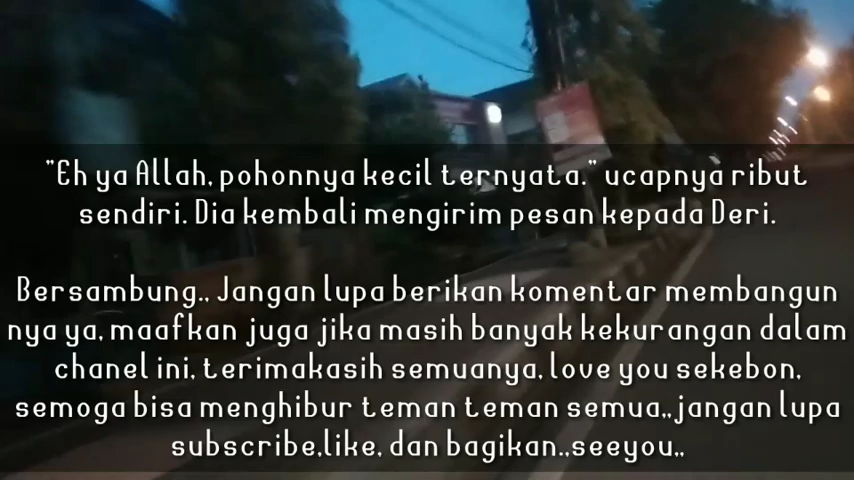 "Eh ya Allah, pohonnya kecil ternyata." ucapnya ribut
sendiri. Dia kembali mengirim pesan kepada Deri.
Bersambung., Jangan lupa berikan komentar membangun
nya ya, maafkan juga jika masih banyak kekurangan dalam
chanel ini, terimakasih semuanya, love you sekebon,
semoga bisa menghibur teman teman semua,,jangan lupa
subscribe,like, dan bagikan.,seeyou,,